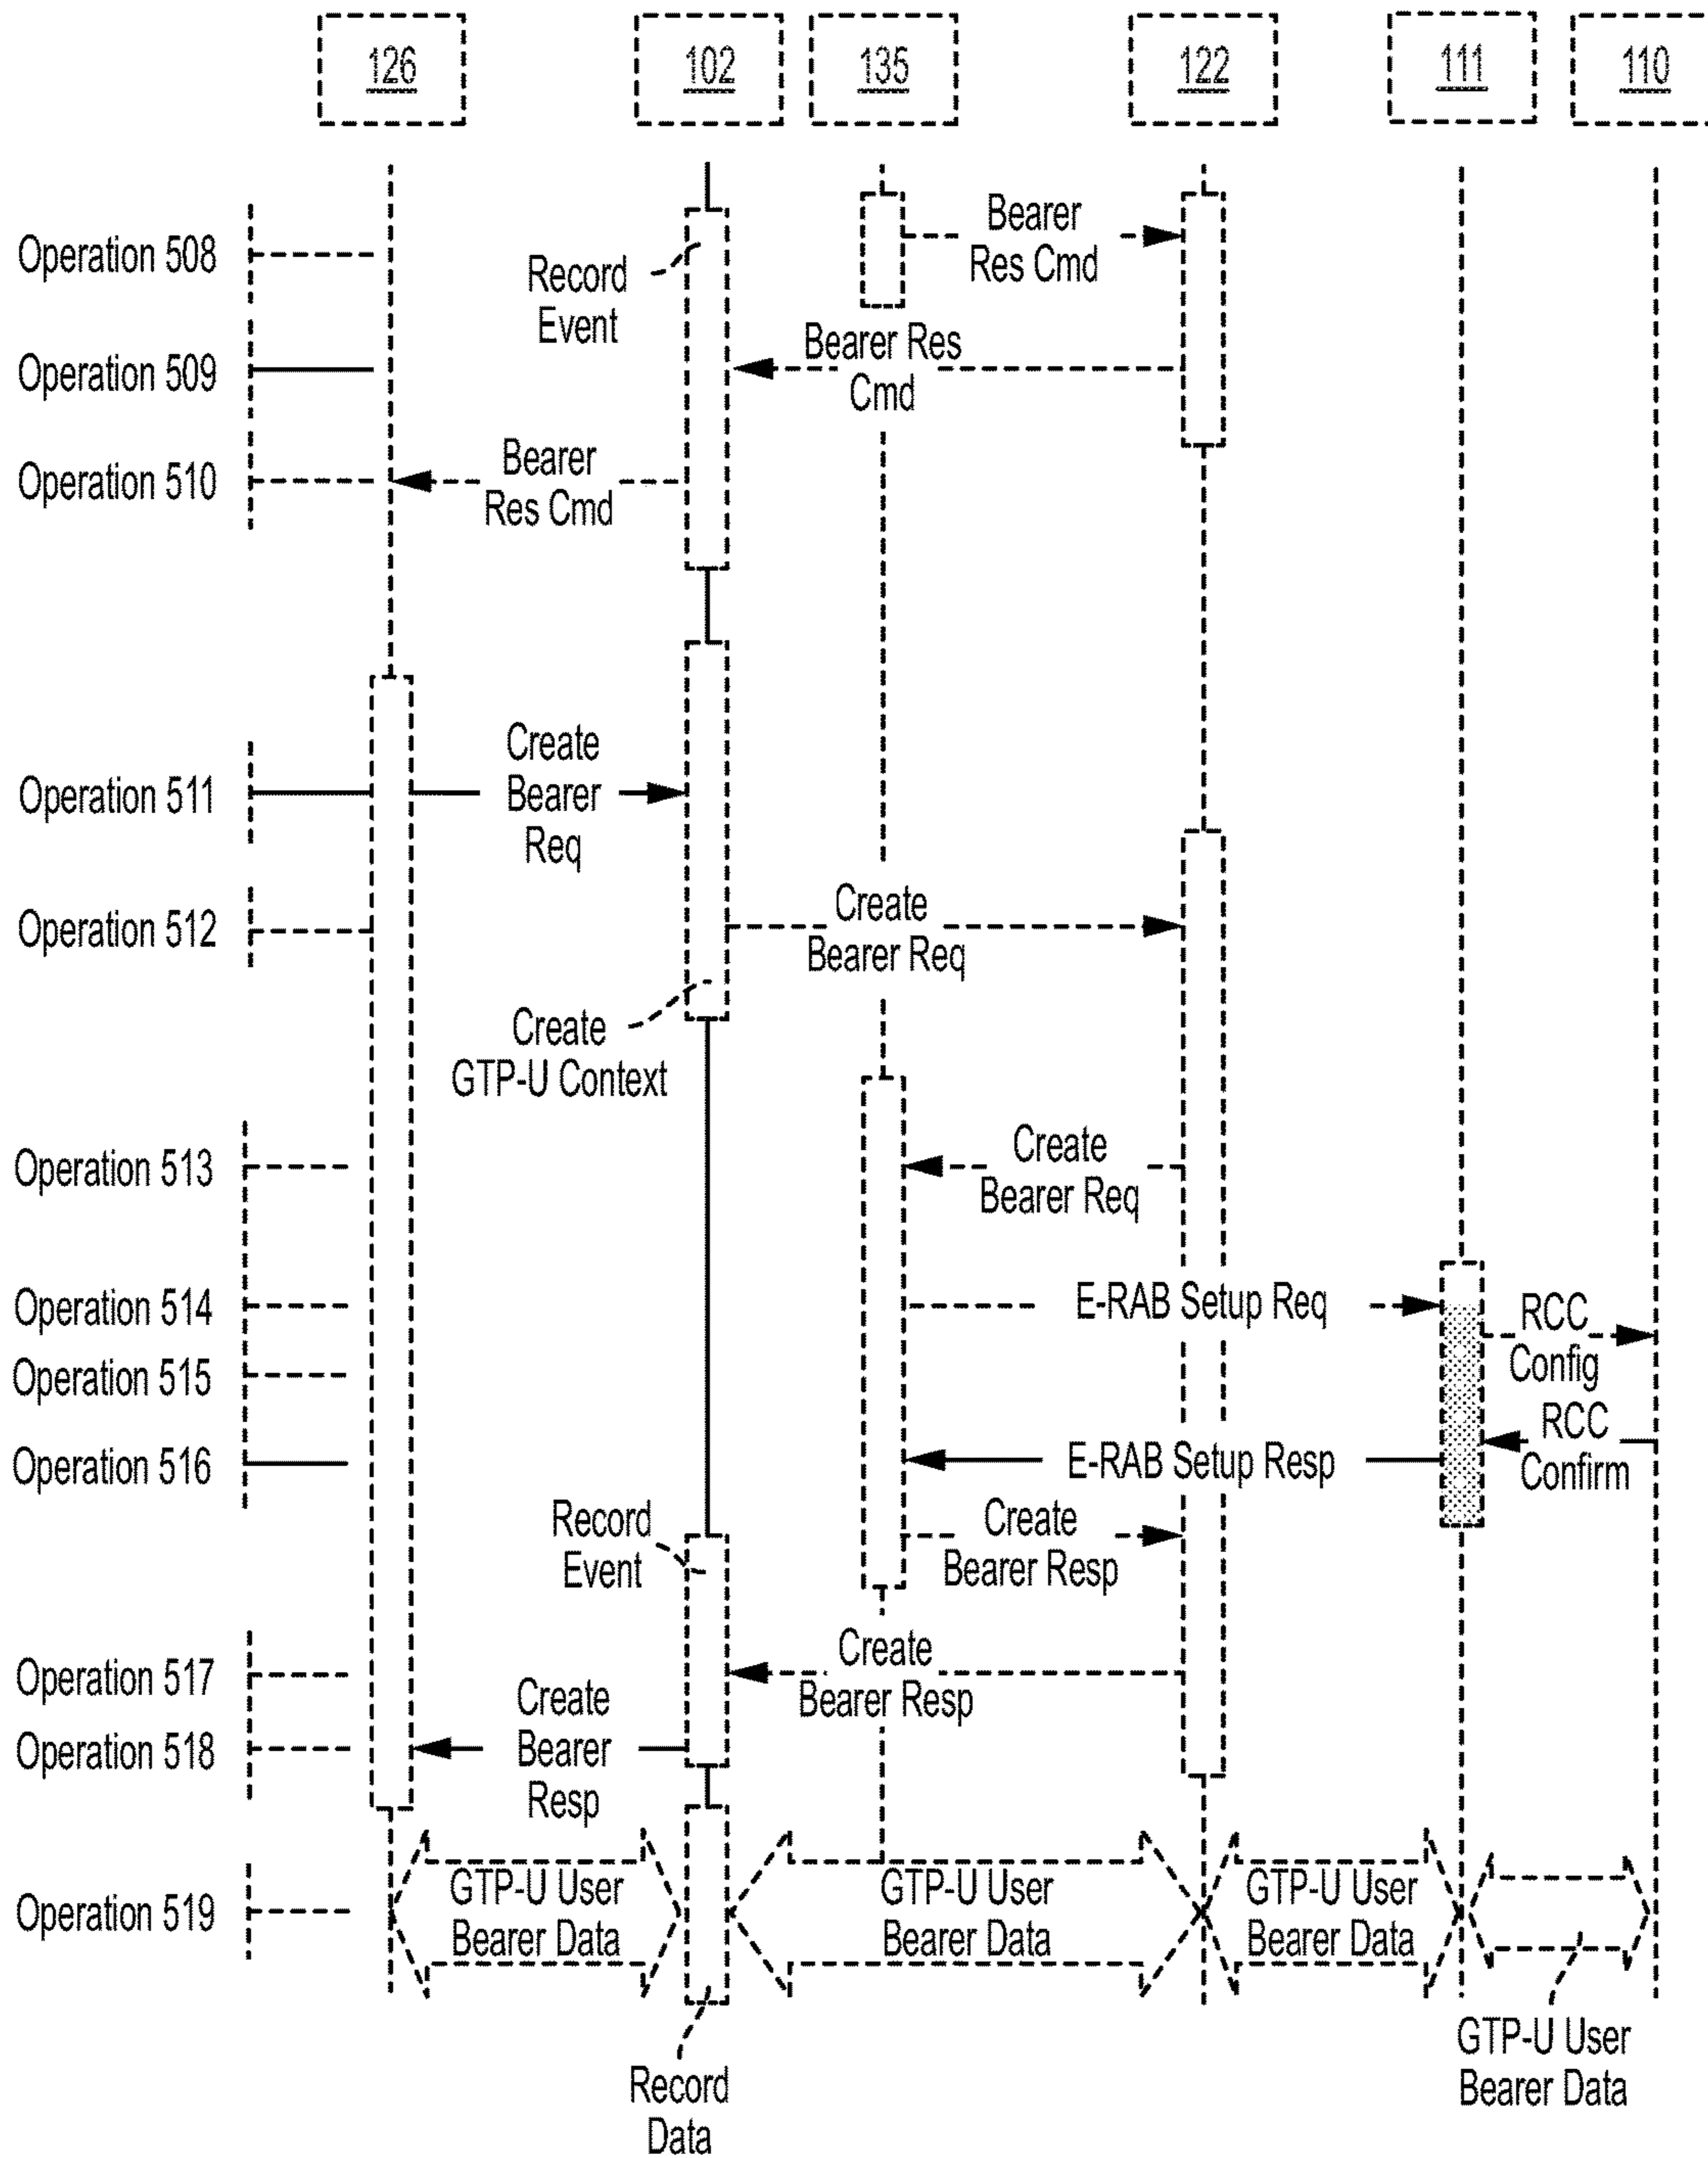 126
102
135
122
111
110
Operation 508
Record
Event
Bearer
Res Cmd
Operation 509
Bearer Res
Cmd
Operation 510
Bearer
Res Cmd
Operation 511
Create
Bearer
Req
Operation 512
Create
Bearer Req
Create
GTP-U Context
Operation 513
Create
Bearer Req
Operation 514
E-RAB Setup Req
RCC
Config
Operation 515
RCC
Confirm
Operation 516
E-RAB Setup Resp
Record
Event
Create
Bearer Resp
Operation 517
Create
Bearer Resp
Operation 518
Create
Bearer
Resp
Operation 519
GTP-U User
Bearer Data
GTP-U User
Bearer Data
GTP-U User
Bearer Data
GTP-U User
Bearer Data
Record
Data